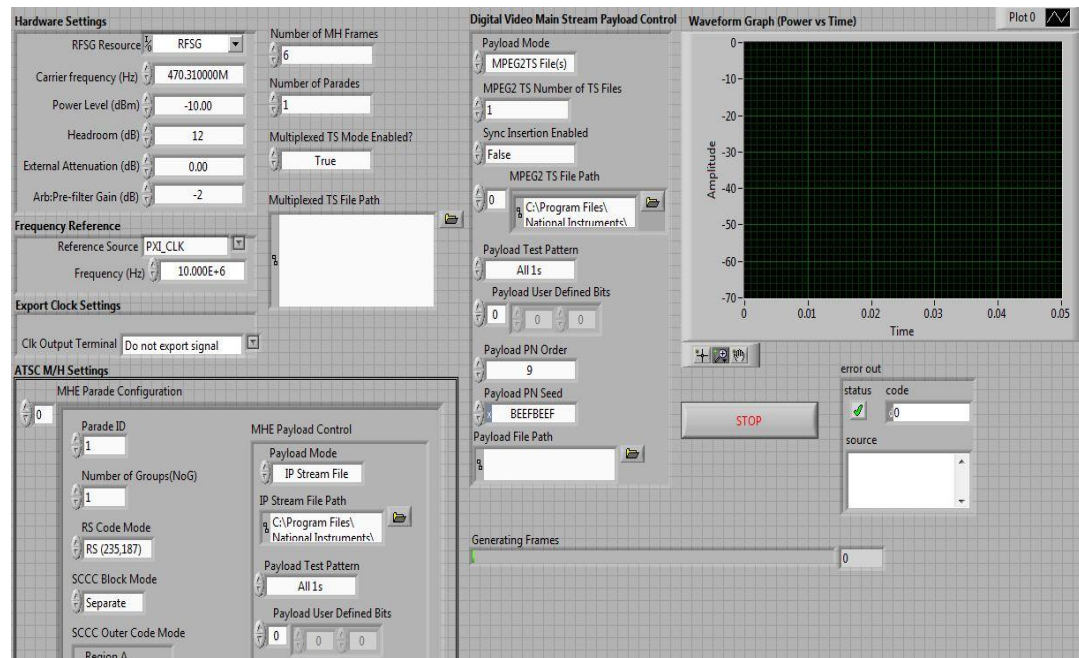 Hardware Settings
RFSG Resource RFSG
Carrier frequency (Hz) 470.310000M
Power Level (dBm) -10.00
Headroom (dB) 12
External Attenuation (dB) 0.00
Arb:Pre-filter Gain (dB) -2
Frequency Reference
Reference Source PXI_CLK
Frequency (Hz) 10.000E+6
Export Clock Settings
Clk Output Terminal Do not export signal
ATSC M/H Settings
MHE Parade Configuration
0
Parade ID
1
Number of Groups(NoG)
1
RS Code Mode
RS (235,187)
SCCC Block Mode
Separate
SCCC Outer Code Mode
Region A
MHE Payload Control
Payload Mode
IP Stream File
IP Stream File Path
C:\Program Files\
National Instruments\
Payload Test Pattern
All 1s
Payload User Defined Bits
0 0 0
Number of MH Frames
6
Number of Parades
1
Multiplexed TS Mode Enabled?
True
Multiplexed TS File Path
Digital Video Main Stream Payload Control
Payload Mode
MPEG2TS File(s)
MPEG2 TS Number of TS Files
1
Sync Insertion Enabled
False
MPEG2 TS File Path
0
C:\Program Files\
National Instruments\
Payload Test Pattern
All 1s
Payload User Defined Bits
0 0 0
Payload PN Order
9
Payload PN Seed
x BEEFBEEF
Payload File Path
Generating Frames
0
Waveform Graph (Power vs Time)
Plot 0
Amplitude
0
-10
-20
-30
-40
-50
-60
-70
0 0.01 0.02 0.03 0.04 0.05
Time
STOP
error out
status code
0
source